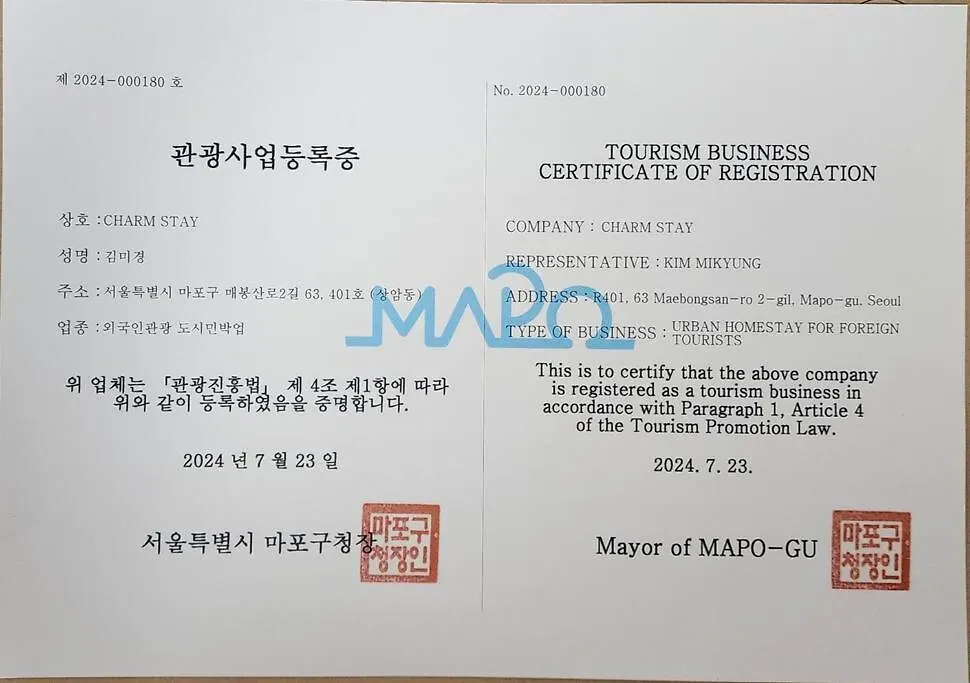 제 2024-000180 호
관광사업등록증
상호 :CHARM STAY
성명 :김미경
주소 :서울특별시 마포구 매봉산로2길 63, 401호 (상암동)
업종 :외국인관광 도시민박업
위 업체는 「관광진흥법」 제 4조 제1항에 따라
위와 같이 등록하였음을 증명합니다.
2024 년 7 월 23 일
서울특별시 마포구청장
마포구
청장인
MAPO
No. 2024-000180
TOURISM BUSINESS
CERTIFICATE OF REGISTRATION
COMPANY : CHARM STAY
REPRESENTATIVE : KIM MIKYUNG
ADDRESS : R401, 63 Maebongsan-ro 2-gil, Mapo-gu. Seoul
TYPE OF BUSINESS : URBAN HOMESTAY FOR FOREIGN
TOURISTS
This is to certify that the above company
is registered as a tourism business in
accordance with Paragraph 1, Article 4
of the Tourism Promotion Law.
2024. 7. 23.
Mayor of MAPO-GU
마포구
청장인